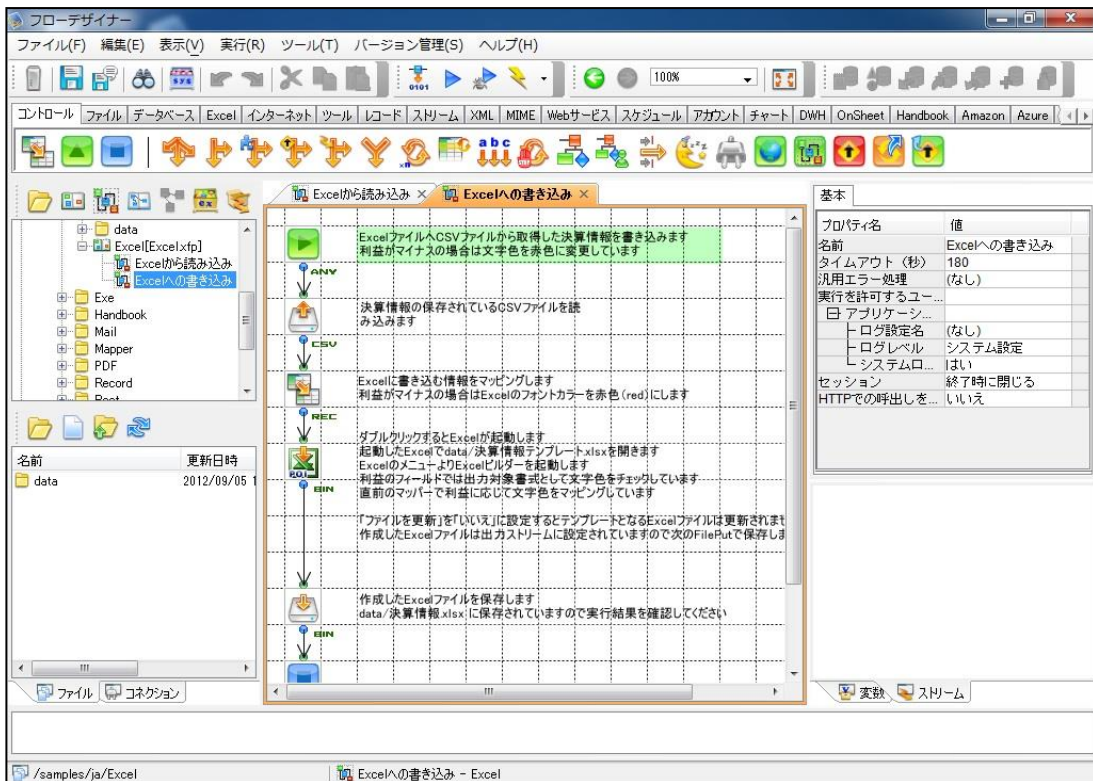 フローデザイナー
ファイル(F) 編集(E) 表示(V) 実行(R) ツール(T) バージョン管理(S) ヘルプ(H)
sys
0101
100%
コントロール ファイル データベース Excel インターネット ツール レコード ストリーム XML MIME Webサービス スケジュール アカウント チャート DWH OnSheet Handbook Amazon Azure
abc
ex
data
Excel[Excel.xfp]
Excelから読み込み
Excelへの書き込み
Exe
Handbook
Mail
Mapper
PDF
Record
名前 更新日時
data 2012/09/05 1
ファイル コネクション
Excelから読み込み × Excelへの書き込み ×
ExcelファイルへCSVファイルから取得した決算情報を書き込みます
利益がマイナスの場合は文字色を赤色に変更しています
ANY
決算情報の保存されているCSVファイルを読
み込みます
CSV
Excelに書き込む情報をマッピングします
利益がマイナスの場合はExcelのフォントカラーを赤色(red)にします
REC
ダブルクリックするとExcelが起動します
起動したExcelでdata/決算情報テンプレート.xlsxを開きます
ExcelのメニューよりExcelビルダーを起動します
利益のフィールドでは出力対象書式として文字色をチェックしています
直前のマッパーで利益に応じて文字色をマッピングしています
POI
BIN
「ファイルを更新」を「いいえ」に設定するとテンプレートとなるExcelファイルは更新されませ
作成したExcelファイルは出力ストリームに設定されていますので次のFilePutで保存しま
作成したExcelファイルを保存します
data/決算情報.xlsx に保存されていますので実行結果を確認してください
BIN
基本
プロパティ名 値
名前 Excelへの書き込み
タイムアウト（秒） 180
汎用エラー処理 (なし)
実行を許可するユー...
アプリケーシ...
ログ設定名 (なし)
ログレベル システム設定
システムロ... はい
セッション 終了時に閉じる
HTTPでの呼出しを... いいえ
変数 ストリーム
/samples/ja/Excel Excelへの書き込み - Excel